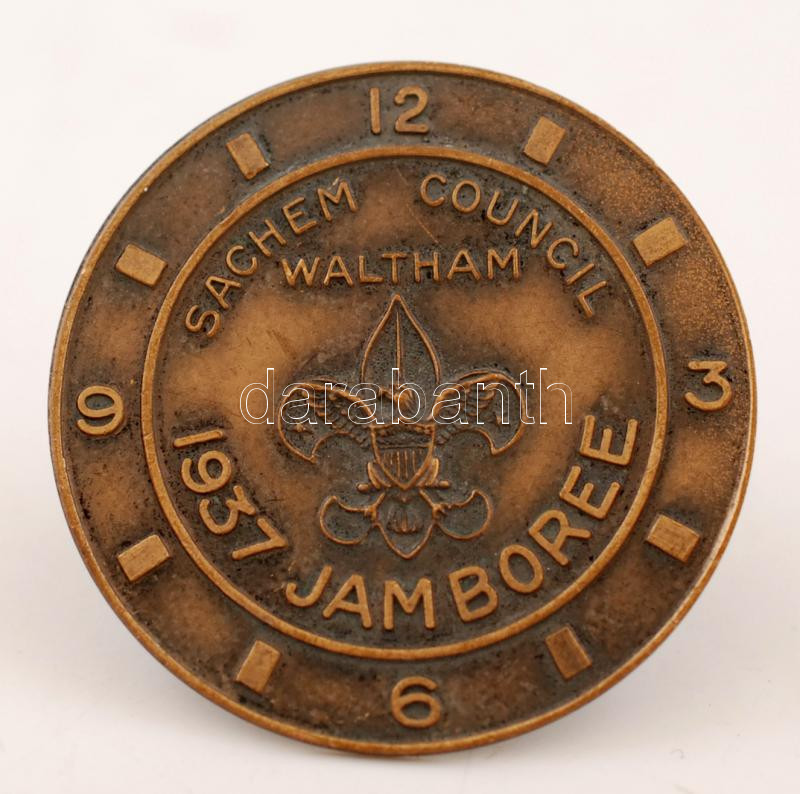 12
SACHEM COUNCIL
WALTHAM
9
3
1937 JAMBOREE
6
darabanth